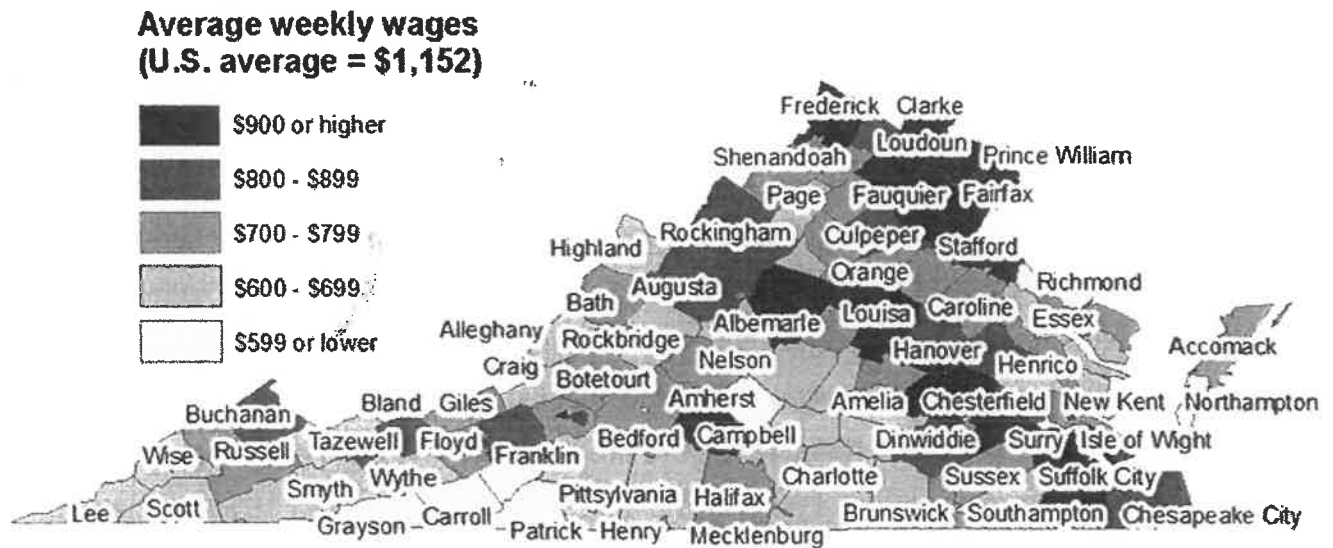 Average weekly wages
(U.S. average = $1,152)
$900 or higher
$800 - $899
$700 - $799
$600 - $699
$599 or lower
Frederick Clarke
Loudoun
Shenandoah
Prince William
Page
Fauquier
Fairfax
Rockingham
Highland
Culpeper
Stafford
Orange
Richmond
Augusta
Bath
Louisa
Caroline
Essex
Albemarle
Alleghany
Rockbridge
Accomack
Hanover
Nelson
Henrico
Craig
Botetourt
Bland Giles
Amherst
Amelia
Chesterfield
New Kent
Northampton
Buchanan
Tazewell
Floyd
Bedford
Campbell
Dinwiddie
Surry
Isle of Wight
Wise
Russell
Franklin
Wythe
Charlotte
Sussex
Suffolk City
Smyth
Pittsylvania
Halifax
Lee
Scott
Grayson
Carroll
Patrick
Henry
Mecklenburg
Brunswick
Southampton
Chesapeake City